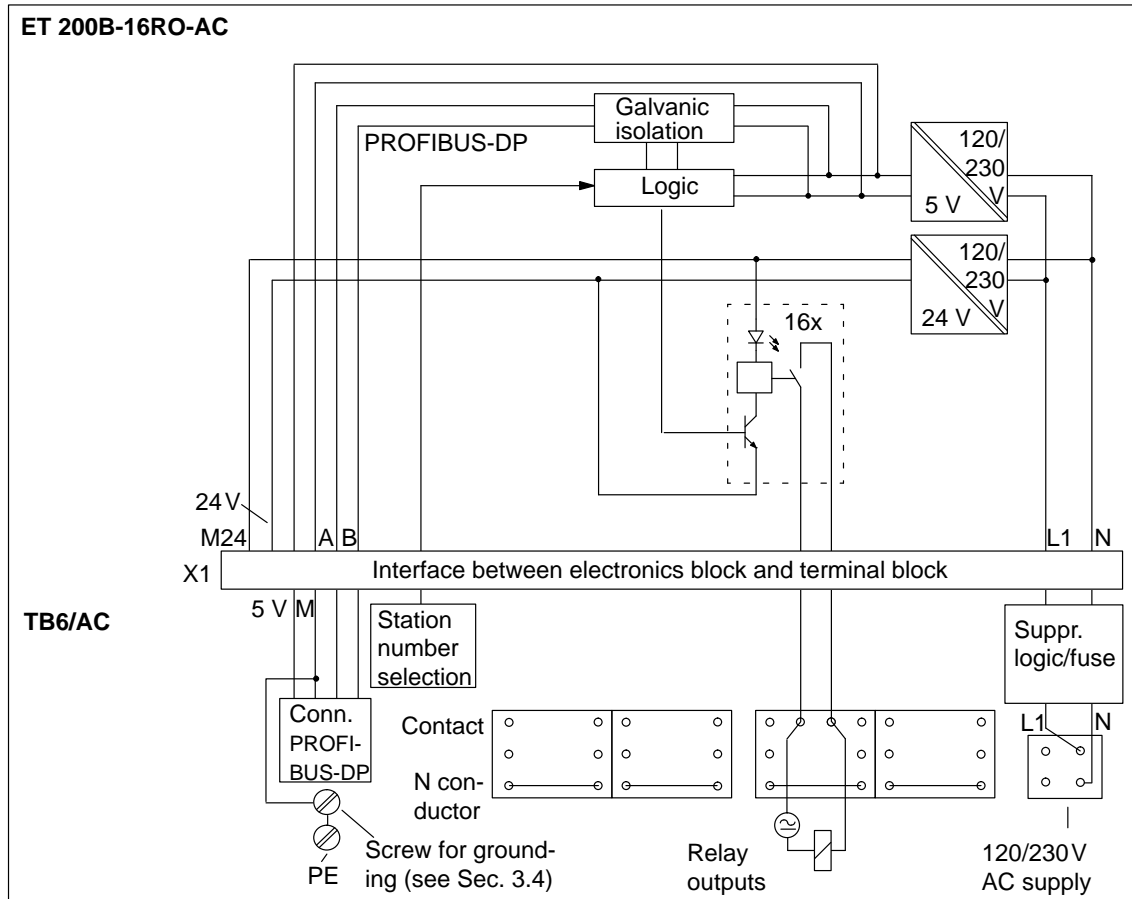 ET 200B-16RO-AC
Galvanic
isolation
PROFIBUS-DP
Logic
120/
230
V
5 V
120/
230
V
24 V
16x
24 V
M24
A
B
L1
N
X1
Interface between electronics block and terminal block
5 V
M
TB6/AC
Station
number
selection
Suppr.
logic/fuse
Conn.
PROFI-
BUS-DP
Contact
N con-
ductor
L1
N
PE
Screw for ground-
ing (see Sec. 3.4)
Relay
outputs
120/230 V
AC supply